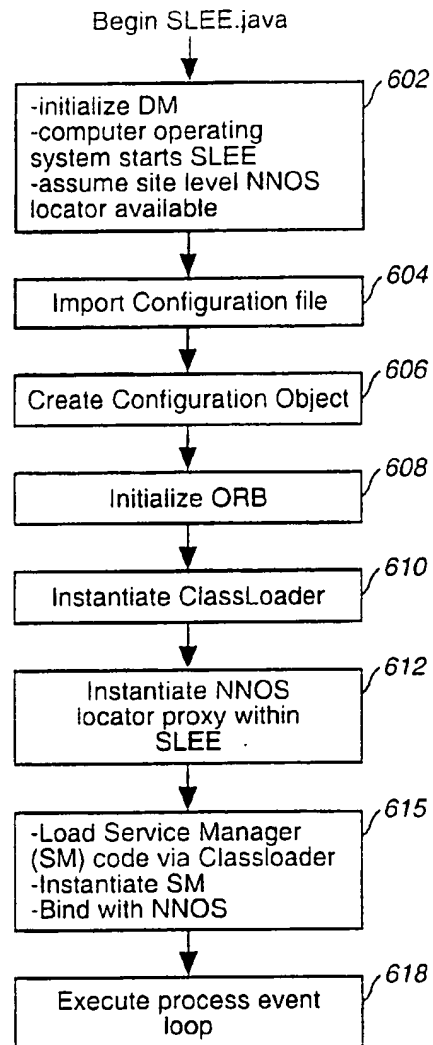 Begin SLEE.java
602
-initialize DM
-computer operating
system starts SLEE
-assume site level NNOS
locator available
604
Import Configuration file
606
Create Configuration Object
608
Initialize ORB
610
Instantiate ClassLoader
612
Instantiate NNOS
locator proxy within
SLEE
615
-Load Service Manager
(SM) code via Classloader
-Instantiate SM
-Bind with NNOS
618
Execute process event
loop